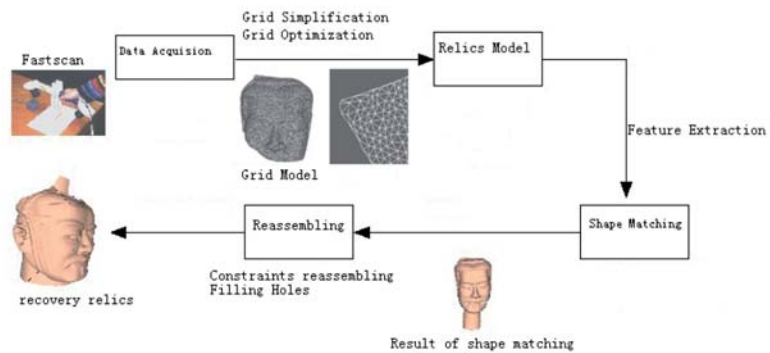 Grid Simplification
Grid Optimization
Fastscan
Data Acquision
Relics Model
Feature Extraction
Grid Model
Reassembling
Shape Matching
Constraints reassembling
Filling Holes
recovery relics
Result of shape matching